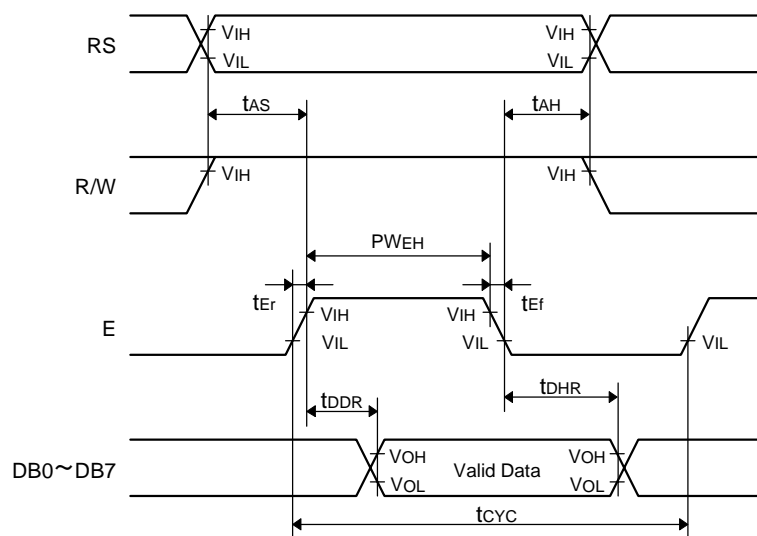 RS VIH VIL VIH VIL
tAS tAH
R/W VIH VIH
PWEH
tEr tEf
E VIH VIL VIH VIL VIL
tDDR tDHR
DB0～DB7 VOH VOL Valid Data VOH VOL
tCYC